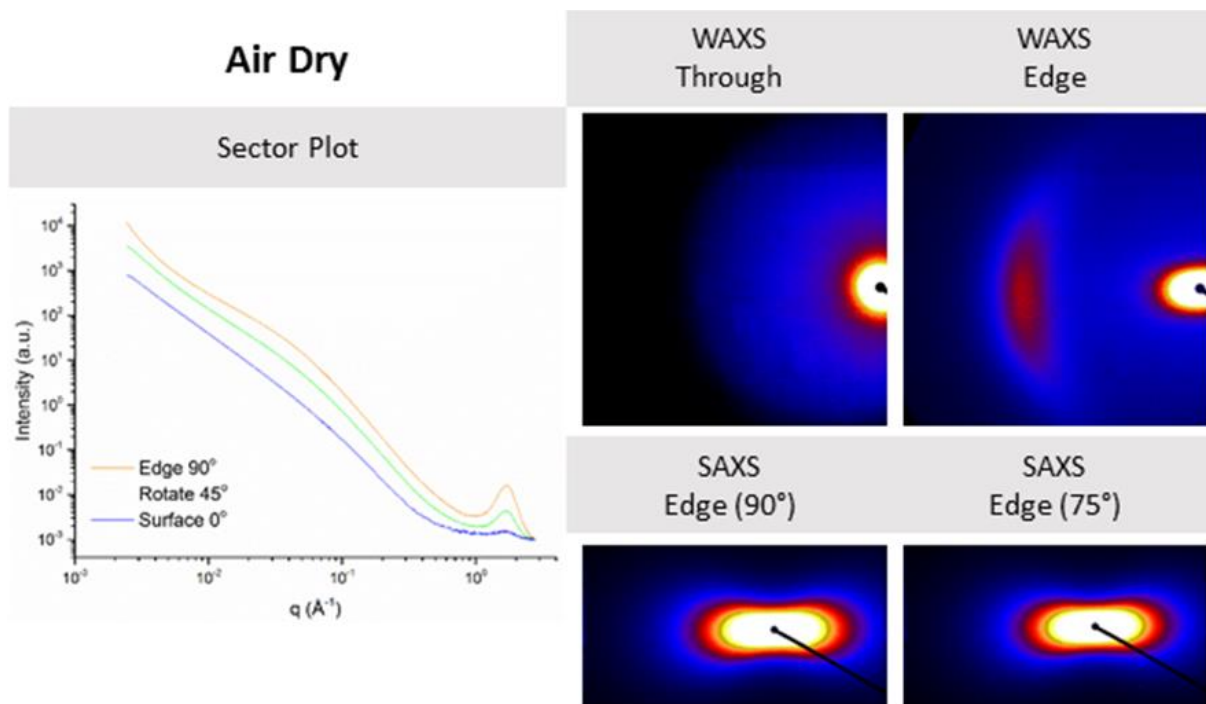 Air Dry
WAXS
Through
WAXS
Edge
Sector Plot
10⁴
10³
10²
10¹
10⁰
10⁻¹
10⁻²
10⁻³
Intensity (a.u.)
Edge 90°
Rotate 45°
Surface 0°
10⁻³ 10⁻² 10⁻¹ 10⁰
q (Å⁻¹)
SAXS
Edge (90°)
SAXS
Edge (75°)